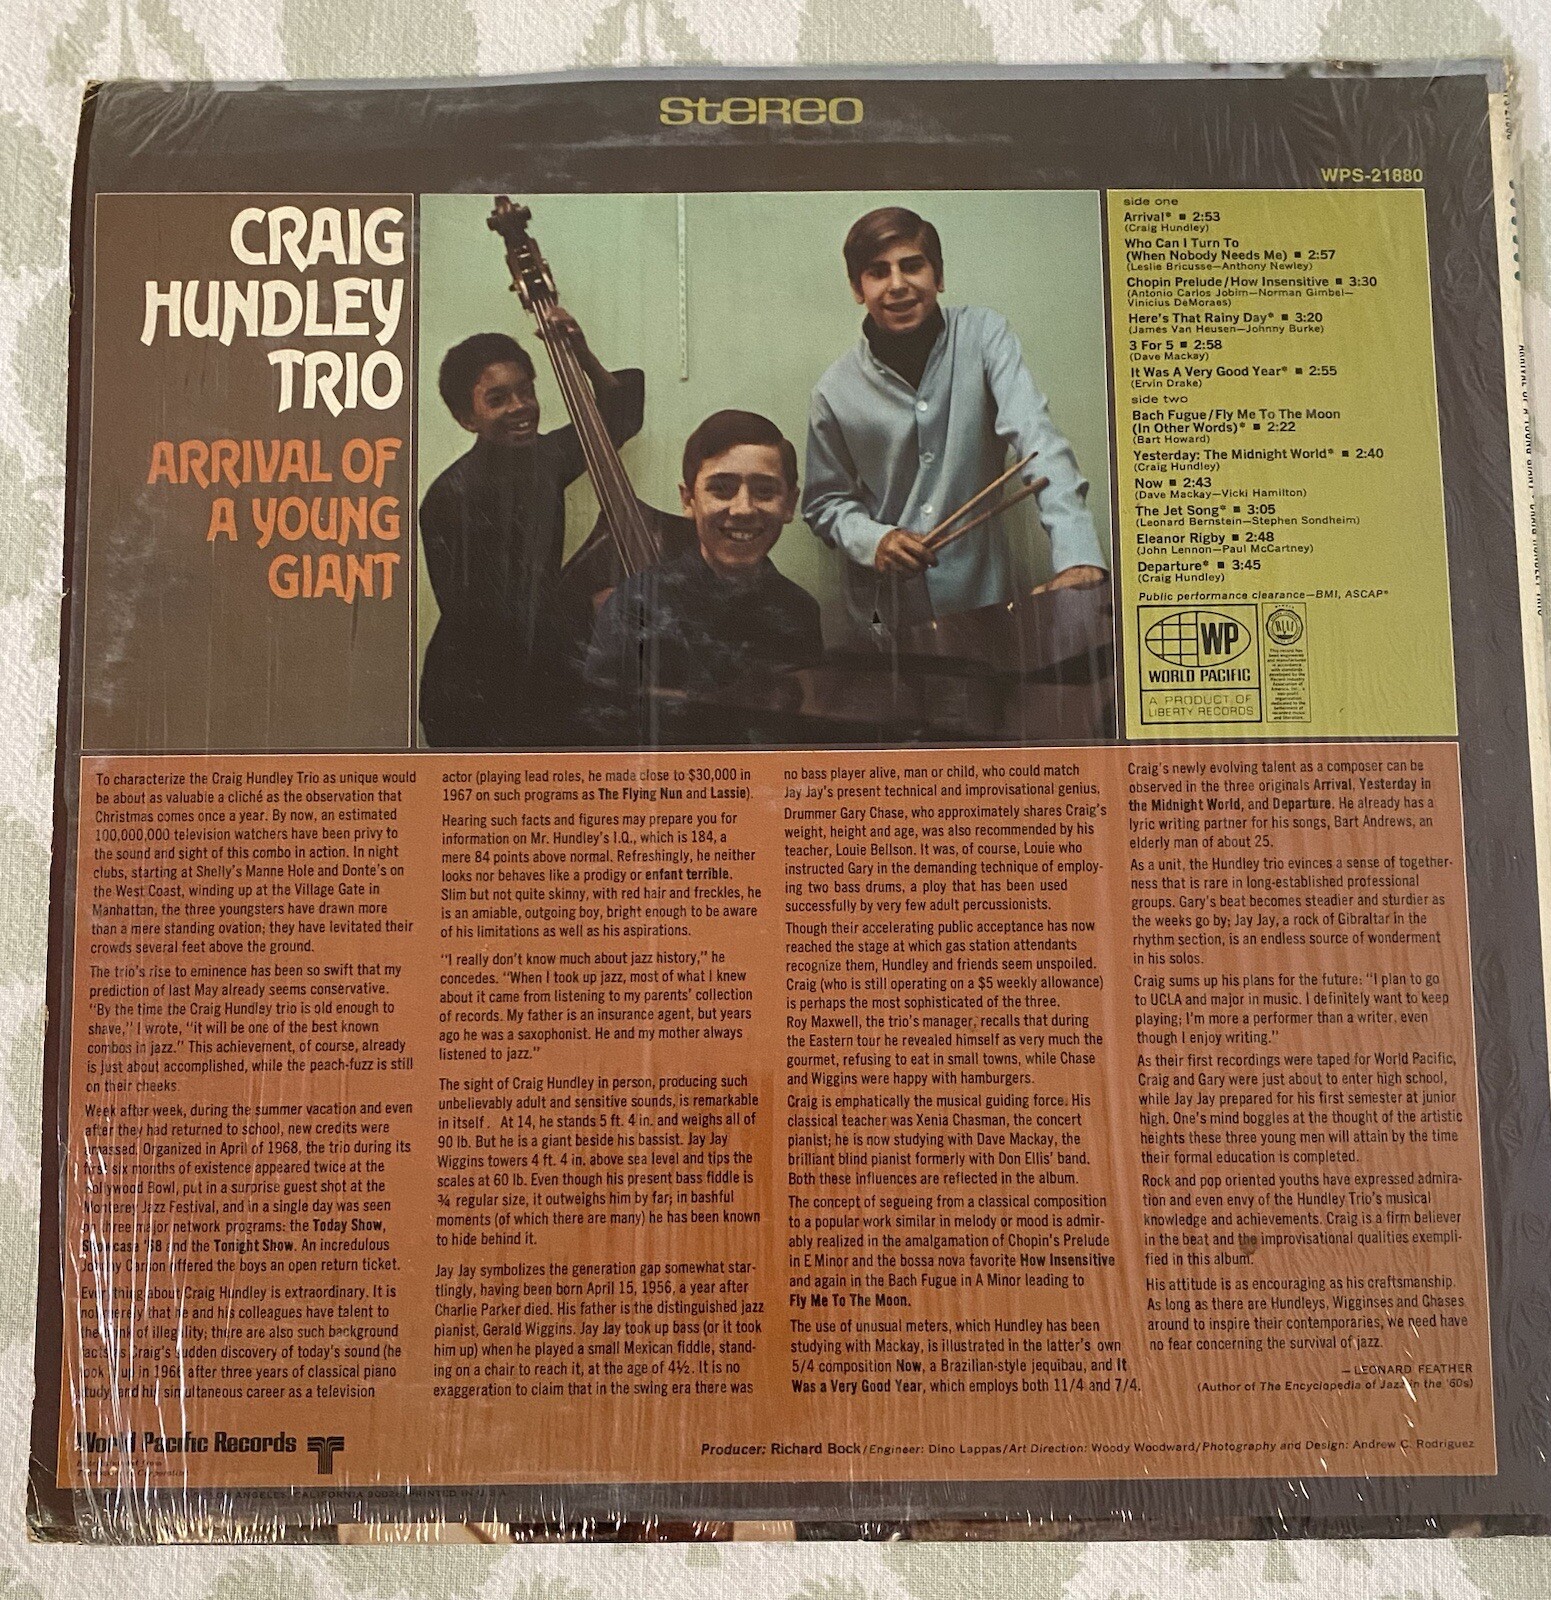 stereo
WPS-21880
CRAIG
HUNDLEY
TRIO
ARRIVAL OF
A YOUNG
GIANT
side one
Arrival* ■ 2:53
(Craig Hundley)
Who Can I Turn To
(When Nobody Needs Me) ■ 2:57
(Leslie Bricusse—Anthony Newley)
Chopin Prelude/How Insensitive ■ 3:30
(Antonio Carlos Jobim—Norman Gimbel—
Vinicius DeMoraes)
Here's That Rainy Day* ■ 3:20
(James Van Heusen—Johnny Burke)
3 For 5 ■ 2:58
(Dave Mackay)
It Was A Very Good Year* ■ 2:55
(Ervin Drake)
side two
Bach Fugue/Fly Me To The Moon
(In Other Words)* ■ 2:22
(Bart Howard)
Yesterday: The Midnight World* ■ 2:40
(Craig Hundley)
Now ■ 2:43
(Dave Mackay—Vicki Hamilton)
The Jet Song* ■ 3:05
(Leonard Bernstein—Stephen Sondheim)
Eleanor Rigby ■ 2:48
(John Lennon—Paul McCartney)
Departure* ■ 3:45
(Craig Hundley)
Public performance clearance—BMI, ASCAP*
WP
WORLD PACIFIC
A PRODUCT OF
LIBERTY RECORDS
RIAA
To characterize the Craig Hundley Trio as unique would
be about as valuable a cliché as the observation that
Christmas comes once a year. By now, an estimated
100,000,000 television watchers have been privy to
the sound and sight of this combo in action. In night
clubs, starting at Shelly's Manne Hole and Donte's on
the West Coast, winding up at the Village Gate in
Manhattan, the three youngsters have drawn more
than a mere standing ovation; they have levitated their
crowds several feet above the ground.
The trio's rise to eminence has been so swift that my
prediction of last May already seems conservative.
"By the time the Craig Hundley trio is old enough to
shave," I wrote, "it will be one of the best known
combos in jazz." This achievement, of course, already
is just about accomplished, while the peach-fuzz is still
on their cheeks.
Week after week, during the summer vacation and even
after they had returned to school, new credits were
amassed. Organized in April of 1968, the trio during its
first six months of existence appeared twice at the
Hollywood Bowl, put in a surprise guest shot at the
Monterey Jazz Festival, and in a single day was seen
on three major network programs: the Today Show,
Showcase '68 and the Tonight Show. An incredulous
Johnny Carson offered the boys an open return ticket.
Everything about Craig Hundley is extraordinary. It is
not merely that he and his colleagues have talent to
the brink of illegality; there are also such background
facts as Craig's sudden discovery of today's sound (he
took it up in 1966 after three years of classical piano
study) and his simultaneous career as a television
actor (playing lead roles, he made close to $30,000 in
1967 on such programs as The Flying Nun and Lassie).
Hearing such facts and figures may prepare you for
information on Mr. Hundley's I.Q., which is 184, a
mere 84 points above normal. Refreshingly, he neither
looks nor behaves like a prodigy or enfant terrible.
Slim but not quite skinny, with red hair and freckles, he
is an amiable, outgoing boy, bright enough to be aware
of his limitations as well as his aspirations.
"I really don't know much about jazz history," he
concedes. "When I took up jazz, most of what I knew
about it came from listening to my parents' collection
of records. My father is an insurance agent, but years
ago he was a saxophonist. He and my mother always
listened to jazz."
The sight of Craig Hundley in person, producing such
unbelievably adult and sensitive sounds, is remarkable
in itself. At 14, he stands 5 ft. 4 in. and weighs all of
90 lb. But he is a giant beside his bassist. Jay Jay
Wiggins towers 4 ft. 4 in. above sea level and tips the
scales at 60 lb. Even though his present bass fiddle is
¾ regular size, it outweighs him by far; in bashful
moments (of which there are many) he has been known
to hide behind it.
Jay Jay symbolizes the generation gap somewhat star-
tlingly, having been born April 15, 1956, a year after
Charlie Parker died. His father is the distinguished jazz
pianist, Gerald Wiggins. Jay Jay took up bass (or it took
him up) when he played a small Mexican fiddle, stand-
ing on a chair to reach it, at the age of 4½. It is no
exaggeration to claim that in the swing era there was
no bass player alive, man or child, who could match
Jay Jay's present technical and improvisational genius.
Drummer Gary Chase, who approximately shares Craig's
weight, height and age, was also recommended by his
teacher, Louie Bellson. It was, of course, Louie who
instructed Gary in the demanding technique of employ-
ing two bass drums, a ploy that has been used
successfully by very few adult percussionists.
Though their accelerating public acceptance has now
reached the stage at which gas station attendants
recognize them, Hundley and friends seem unspoiled.
Craig (who is still operating on a $5 weekly allowance)
is perhaps the most sophisticated of the three.
Roy Maxwell, the trio's manager, recalls that during
the Eastern tour he revealed himself as very much the
gourmet, refusing to eat in small towns, while Chase
and Wiggins were happy with hamburgers.
Craig is emphatically the musical guiding force. His
classical teacher was Xenia Chasman, the concert
pianist; he is now studying with Dave Mackay, the
brilliant blind pianist formerly with Don Ellis' band.
Both these influences are reflected in the album.
The concept of segueing from a classical composition
to a popular work similar in melody or mood is admir-
ably realized in the amalgamation of Chopin's Prelude
in E Minor and the bossa nova favorite How Insensitive
and again in the Bach Fugue in A Minor leading to
Fly Me To The Moon.
The use of unusual meters, which Hundley has been
studying with Mackay, is illustrated in the latter's own
5/4 composition Now, a Brazilian-style jequibau, and It
Was a Very Good Year, which employs both 11/4 and 7/4.
Craig's newly evolving talent as a composer can be
observed in the three originals Arrival, Yesterday in
the Midnight World, and Departure. He already has a
lyric writing partner for his songs, Bart Andrews, an
elderly man of about 25.
As a unit, the Hundley trio evinces a sense of together-
ness that is rare in long-established professional
groups. Gary's beat becomes steadier and sturdier as
the weeks go by; Jay Jay, a rock of Gibraltar in the
rhythm section, is an endless source of wonderment
in his solos.
Craig sums up his plans for the future: "I plan to go
to UCLA and major in music. I definitely want to keep
playing; I'm more a performer than a writer, even
though I enjoy writing."
As their first recordings were taped for World Pacific,
Craig and Gary were just about to enter high school,
while Jay Jay prepared for his first semester at junior
high. One's mind boggles at the thought of the artistic
heights these three young men will attain by the time
their formal education is completed.
Rock and pop oriented youths have expressed admira-
tion and even envy of the Hundley Trio's musical
knowledge and achievements. Craig is a firm believer
in the beat and the improvisational qualities exempli-
fied in this album.
His attitude is as encouraging as his craftsmanship.
As long as there are Hundleys, Wigginses and Chases
around to inspire their contemporaries, we need have
no fear concerning the survival of jazz.
— LEONARD FEATHER
(Author of The Encyclopedia of Jazz in the '60s)
World Pacific Records
Producer: Richard Bock/Engineer: Dino Lappas/Art Direction: Woody Woodward/Photography and Design: Andrew C. Rodriguez
LOS ANGELES, CALIFORNIA 90028, PRINTED IN U.S.A.